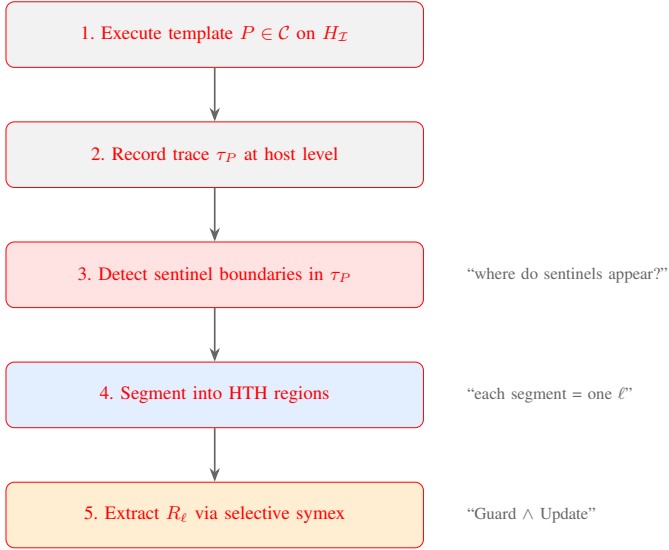 1. Execute template P ∈ 𝒞 on H_ℐ
2. Record trace τ_P at host level
3. Detect sentinel boundaries in τ_P
“where do sentinels appear?”
4. Segment into HTH regions
“each segment = one ℓ”
5. Extract R_ℓ via selective symex
“Guard ∧ Update”